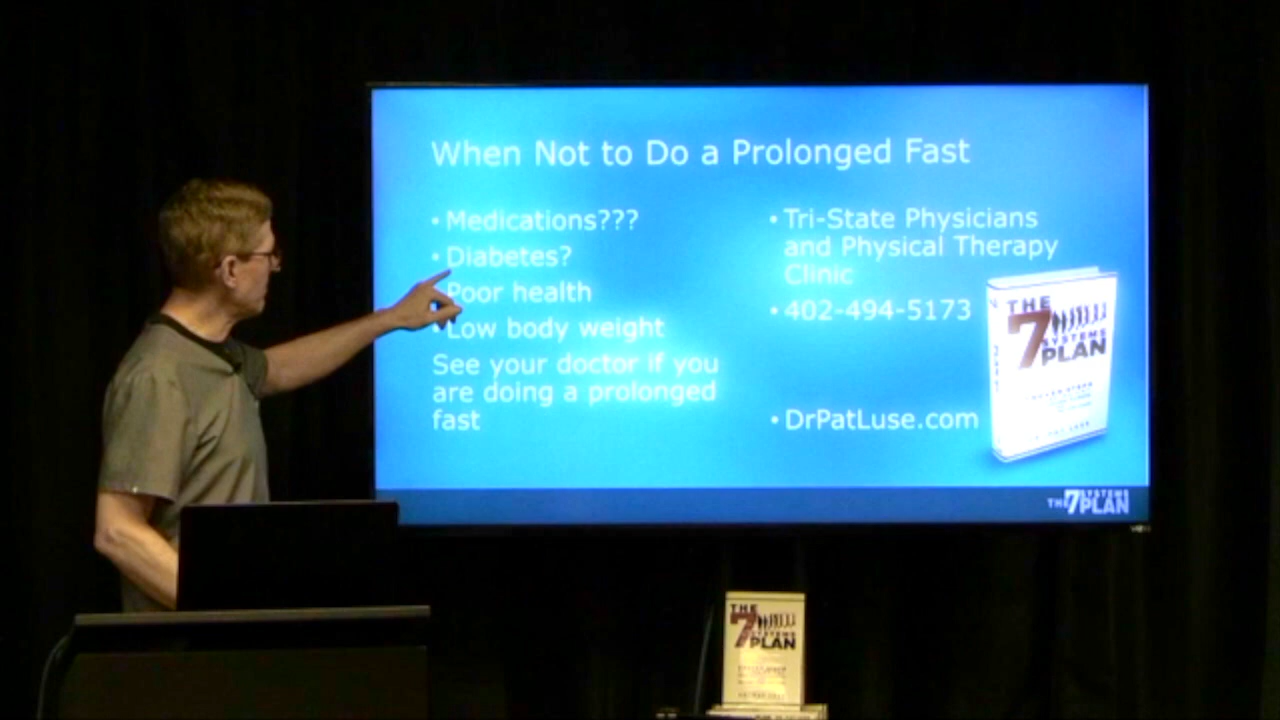 When Not to Do a Prolonged Fast
• Medications???
• Diabetes?
Poor health
• Low body weight
See your doctor if you
are doing a prolonged
fast
• Tri-State Physicians
and Physical Therapy
Clinic
• 402-494-5173
• DrPatLuse.com
THE
7
SYSTEMS
PLAN
THE 7 SYSTEMS
PLAN
THE
7
SYSTEMS
PLAN